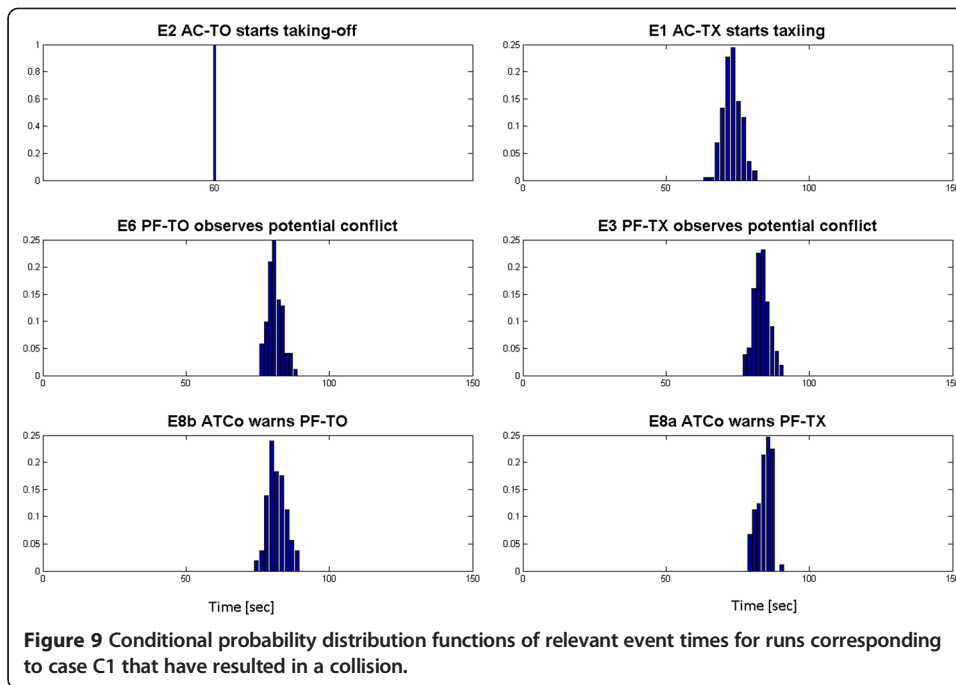 E2 AC-TO starts taking-off
1
0.8
0.6
0.4
0.2
0
60
E1 AC-TX starts taxiing
0.25
0.2
0.15
0.1
0.05
0
0 50 100 150
E6 PF-TO observes potential conflict
0.25
0.2
0.15
0.1
0.05
0
0 50 100 150
E3 PF-TX observes potential conflict
0.25
0.2
0.15
0.1
0.05
0
0 50 100 150
E8b ATCo warns PF-TO
0.25
0.2
0.15
0.1
0.05
0
0 50 100 150
Time [sec]
E8a ATCo warns PF-TX
0.25
0.2
0.15
0.1
0.05
0
0 50 100 150
Time [sec]
Figure 9 Conditional probability distribution functions of relevant event times for runs corresponding
to case C1 that have resulted in a collision.